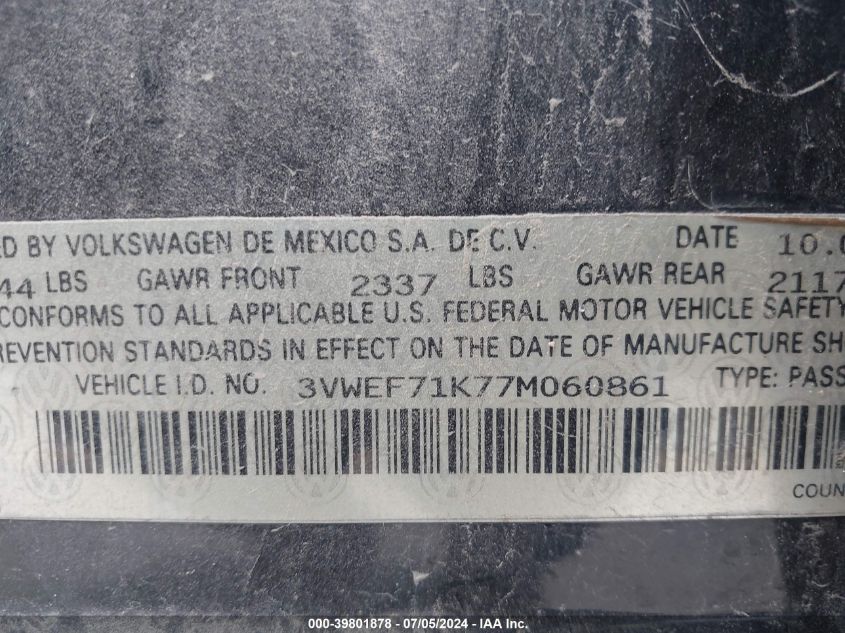 ED BY VOLKSWAGEN DE MEXICO S.A. DE C.V. DATE 10.0
44 LBS GAWR FRONT 2337 LBS GAWR REAR 2117
CONFORMS TO ALL APPLICABLE U.S. FEDERAL MOTOR VEHICLE SAFETY
REVENTION STANDARDS IN EFFECT ON THE DATE OF MANUFACTURE SH
VEHICLE I.D. NO. 3VWEF71K77M060861 TYPE: PASS
COUN
000-39801878 - 07/05/2024 - IAAI Inc.